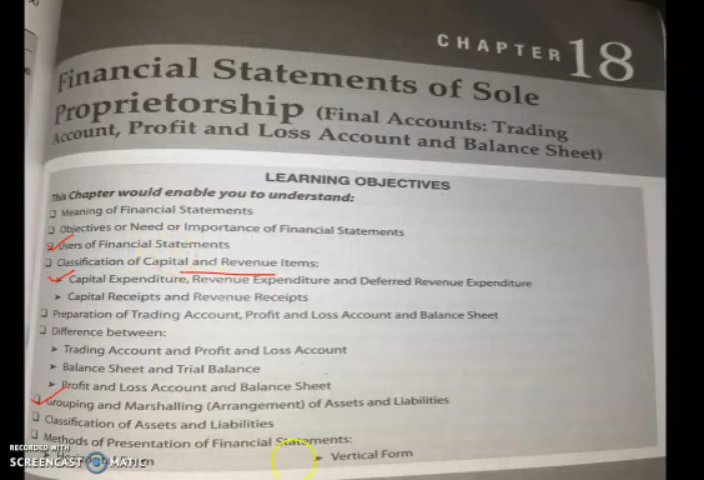 CHAPTER 18
Financial Statements of Sole
Proprietorship (Final Accounts: Trading
Account, Profit and Loss Account and Balance Sheet)
LEARNING OBJECTIVES
This Chapter would enable you to understand:
❑ Meaning of Financial Statements
❑ Objectives or Need or Importance of Financial Statements
❑ Users of Financial Statements
❑ Classification of Capital and Revenue Items:
➤ Capital Expenditure, Revenue Expenditure and Deferred Revenue Expenditure
➤ Capital Receipts and Revenue Receipts
❑ Preparation of Trading Account, Profit and Loss Account and Balance Sheet
❑ Difference between:
➤ Trading Account and Profit and Loss Account
➤ Balance Sheet and Trial Balance
➤ Profit and Loss Account and Balance Sheet
❑ Grouping and Marshalling (Arrangement) of Assets and Liabilities
❑ Classification of Assets and Liabilities
❑ Methods of Presentation of Financial Statements:
➤ Vertical Form
RECORDED WITH
SCREENCAST MATIC